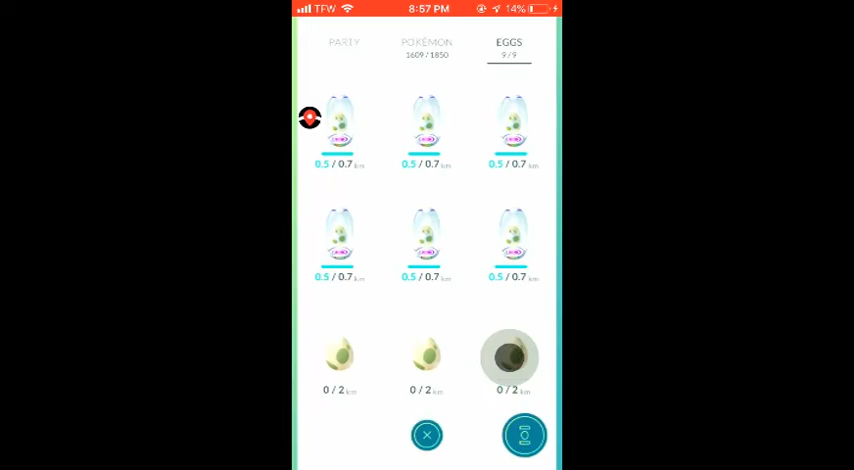 TFW 8:57 PM 14%
PARTY POKÉMON EGGS
1609 / 1850 9 / 9
0.5 / 0.7 km 0.5 / 0.7 km 0.5 / 0.7 km
0.5 / 0.7 km 0.5 / 0.7 km 0.5 / 0.7 km
0 / 2 km 0 / 2 km 0 / 2 km